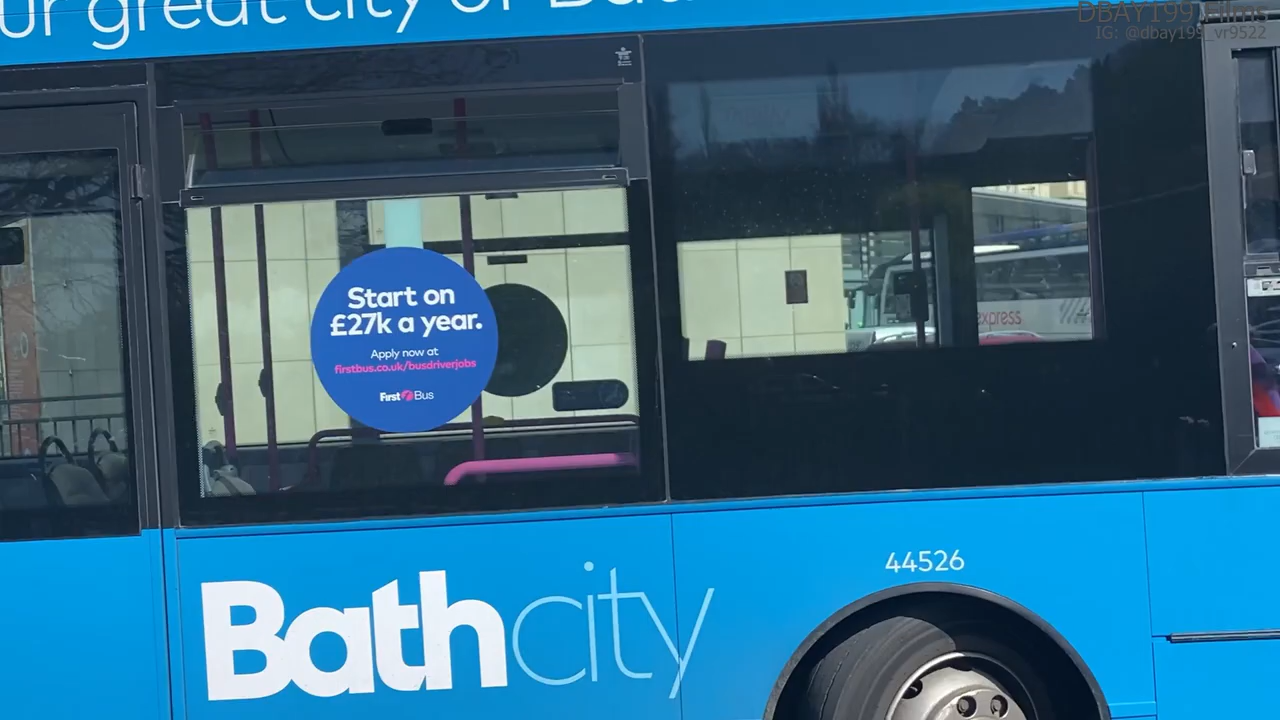 ur great city of Ba
DBAY199 Films
IG: @dbay199_vr9522
Start on
£27k a year.
Apply now at
firstbus.co.uk/busdriverjobs
First Bus
express
44526
Bathcity